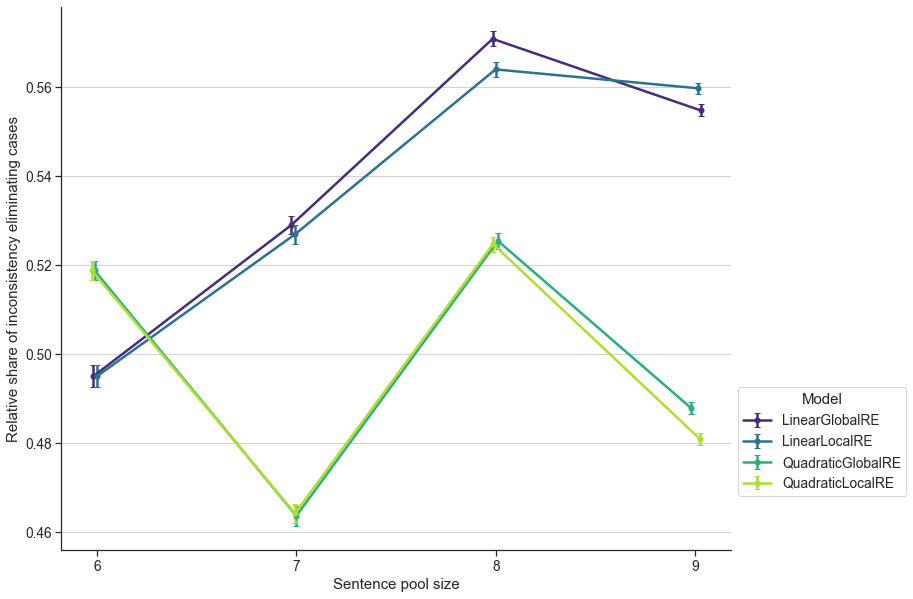 Relative share of inconsistency eliminating cases
0.56
0.54
0.52
0.50
0.48
0.46
6
7
8
9
Sentence pool size
Model
LinearGlobalRE
LinearLocalRE
QuadraticGlobalRE
QuadraticLocalRE